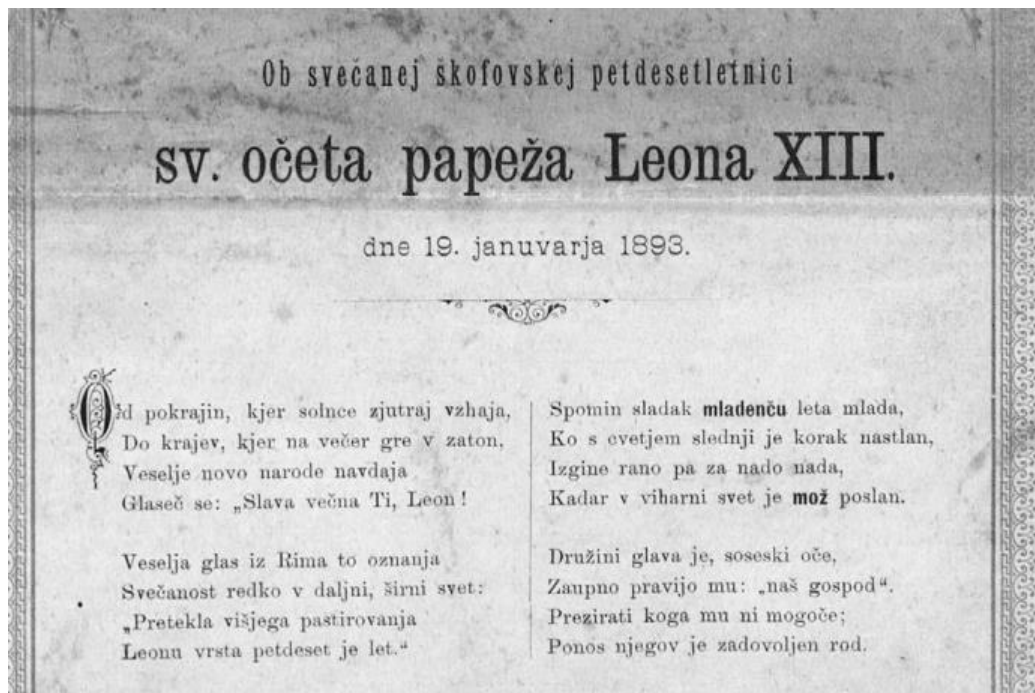 Ob svečanej škofovskej petdesetletnici
sv. očeta papeža Leona XIII.
dne 19. januvarja 1893.
Od pokrajin, kjer solnce zjutraj vzhaja,
Do krajev, kjer na večer gre v zaton,
Veselje novo narode navdaja
Glaseč se: „Slava večna Ti, Leon!
Veselja glas iz Rima to oznanja
Svečanost redko v daljni, širni svet:
„Pretekla višjega pastirovanja
Leonu vrsta petdeset je let.“
Spomin sladak mladenču leta mlada,
Ko s cvetjem slednji je korak nastlan,
Izgine rano pa za nado nada,
Kadar v viharni svet je mož poslan.
Družini glava je, soseski oče,
Zaupno pravijo mu: „naš gospod“.
Prezirati koga mu ni mogoče;
Ponos njegov je zadovoljen rod.